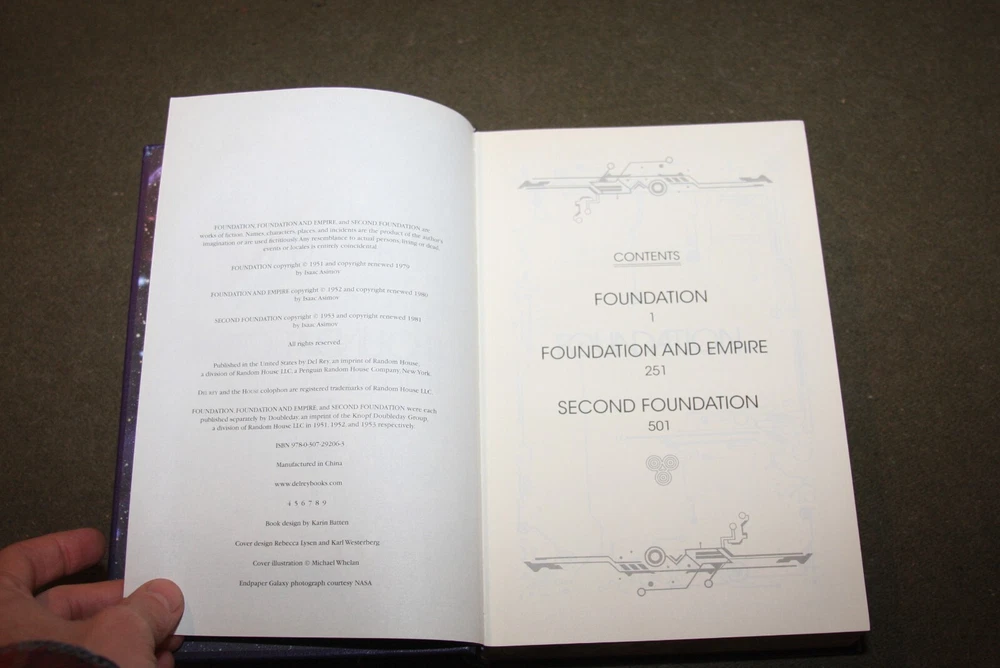 FOUNDATION, FOUNDATION AND EMPIRE, and SECOND FOUNDATION are
works of fiction. Names, characters, places and incidents are the product of the author's
imagination or are used fictitiously. Any resemblance to actual persons, living or dead,
events or locales is entirely coincidental.
FOUNDATION copyright © 1951 and copyright renewed 1979
by Isaac Asimov
FOUNDATION AND EMPIRE copyright © 1952 and copyright renewed 1980
by Isaac Asimov
SECOND FOUNDATION copyright © 1953 and copyright renewed 1981
by Isaac Asimov
All rights reserved.
Published in the United States by Del Rey, an imprint of Random House,
a division of Random House LLC, a Penguin Random House Company, New York.
DEL REY and the HOUSE colophon are registered trademarks of Random House LLC.
FOUNDATION, FOUNDATION AND EMPIRE, and SECOND FOUNDATION were each
published separately by Doubleday, an imprint of the Knopf Doubleday Group,
a division of Random House LLC in 1951, 1952, and 1953 respectively.
ISBN 978-0-307-29206-3
Manufactured in China
www.delreybooks.com
4 5 6 7 8 9
Book design by Karin Batten
Cover design Rebecca Lysen and Karl Westerberg
Cover illustration © Michael Whelan
Endpaper Galaxy photograph courtesy NASA
CONTENTS
FOUNDATION
1
FOUNDATION AND EMPIRE
251
SECOND FOUNDATION
501